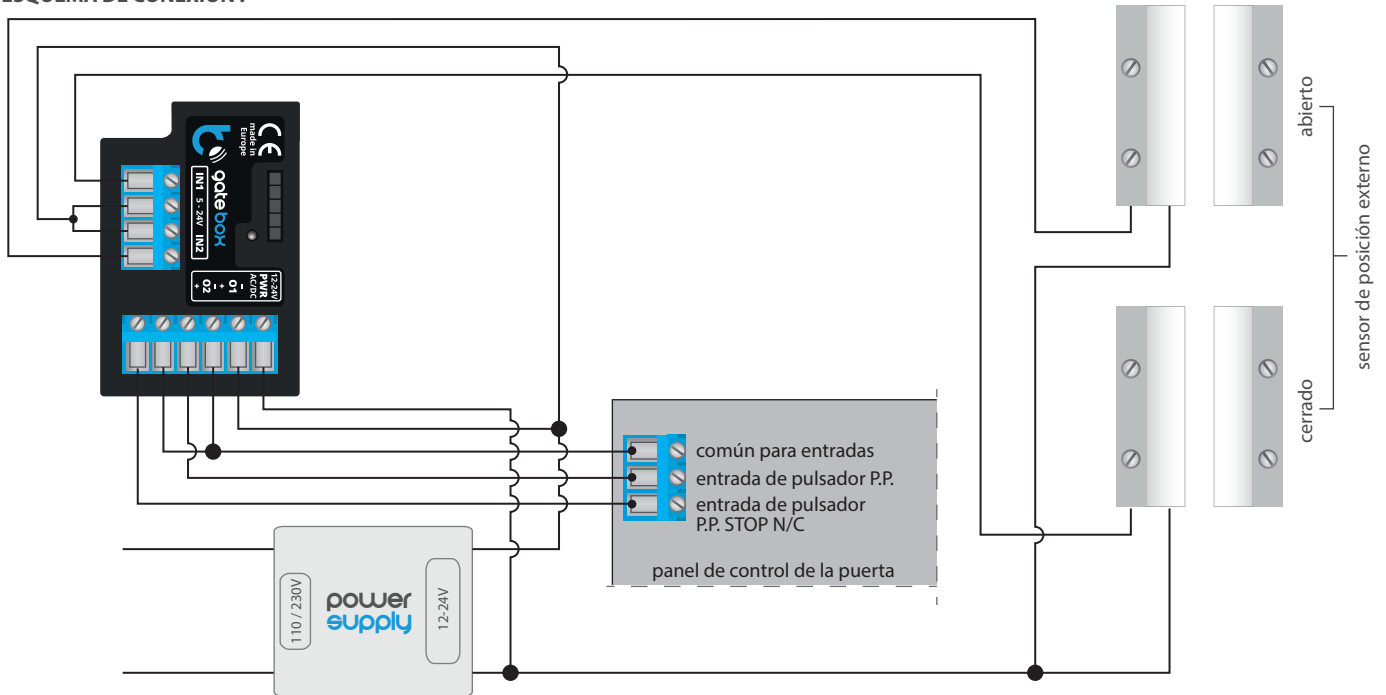 ESQUEMA DE CONEXIÓN :
CE
made in
Europe
gatebox
IN1 5 - 24V IN2
12-24V
PWR
AC/DC
- O1 +
- O2 +
común para entradas
entrada de pulsador P.P.
entrada de pulsador
P.P. STOP N/C
panel de control de la puerta
110 / 230V
power
supply
12-24V
abierto
cerrado
sensor de posición externo